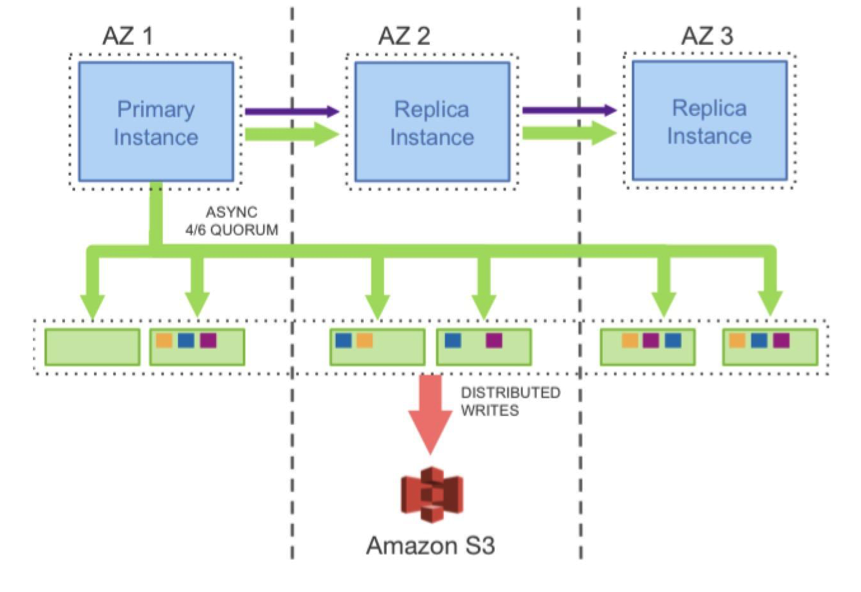 AZ 1
AZ 2
AZ 3
Primary
Instance
Replica
Instance
Replica
Instance
ASYNC
4/6 QUORUM
DISTRIBUTED
WRITES
Amazon S3